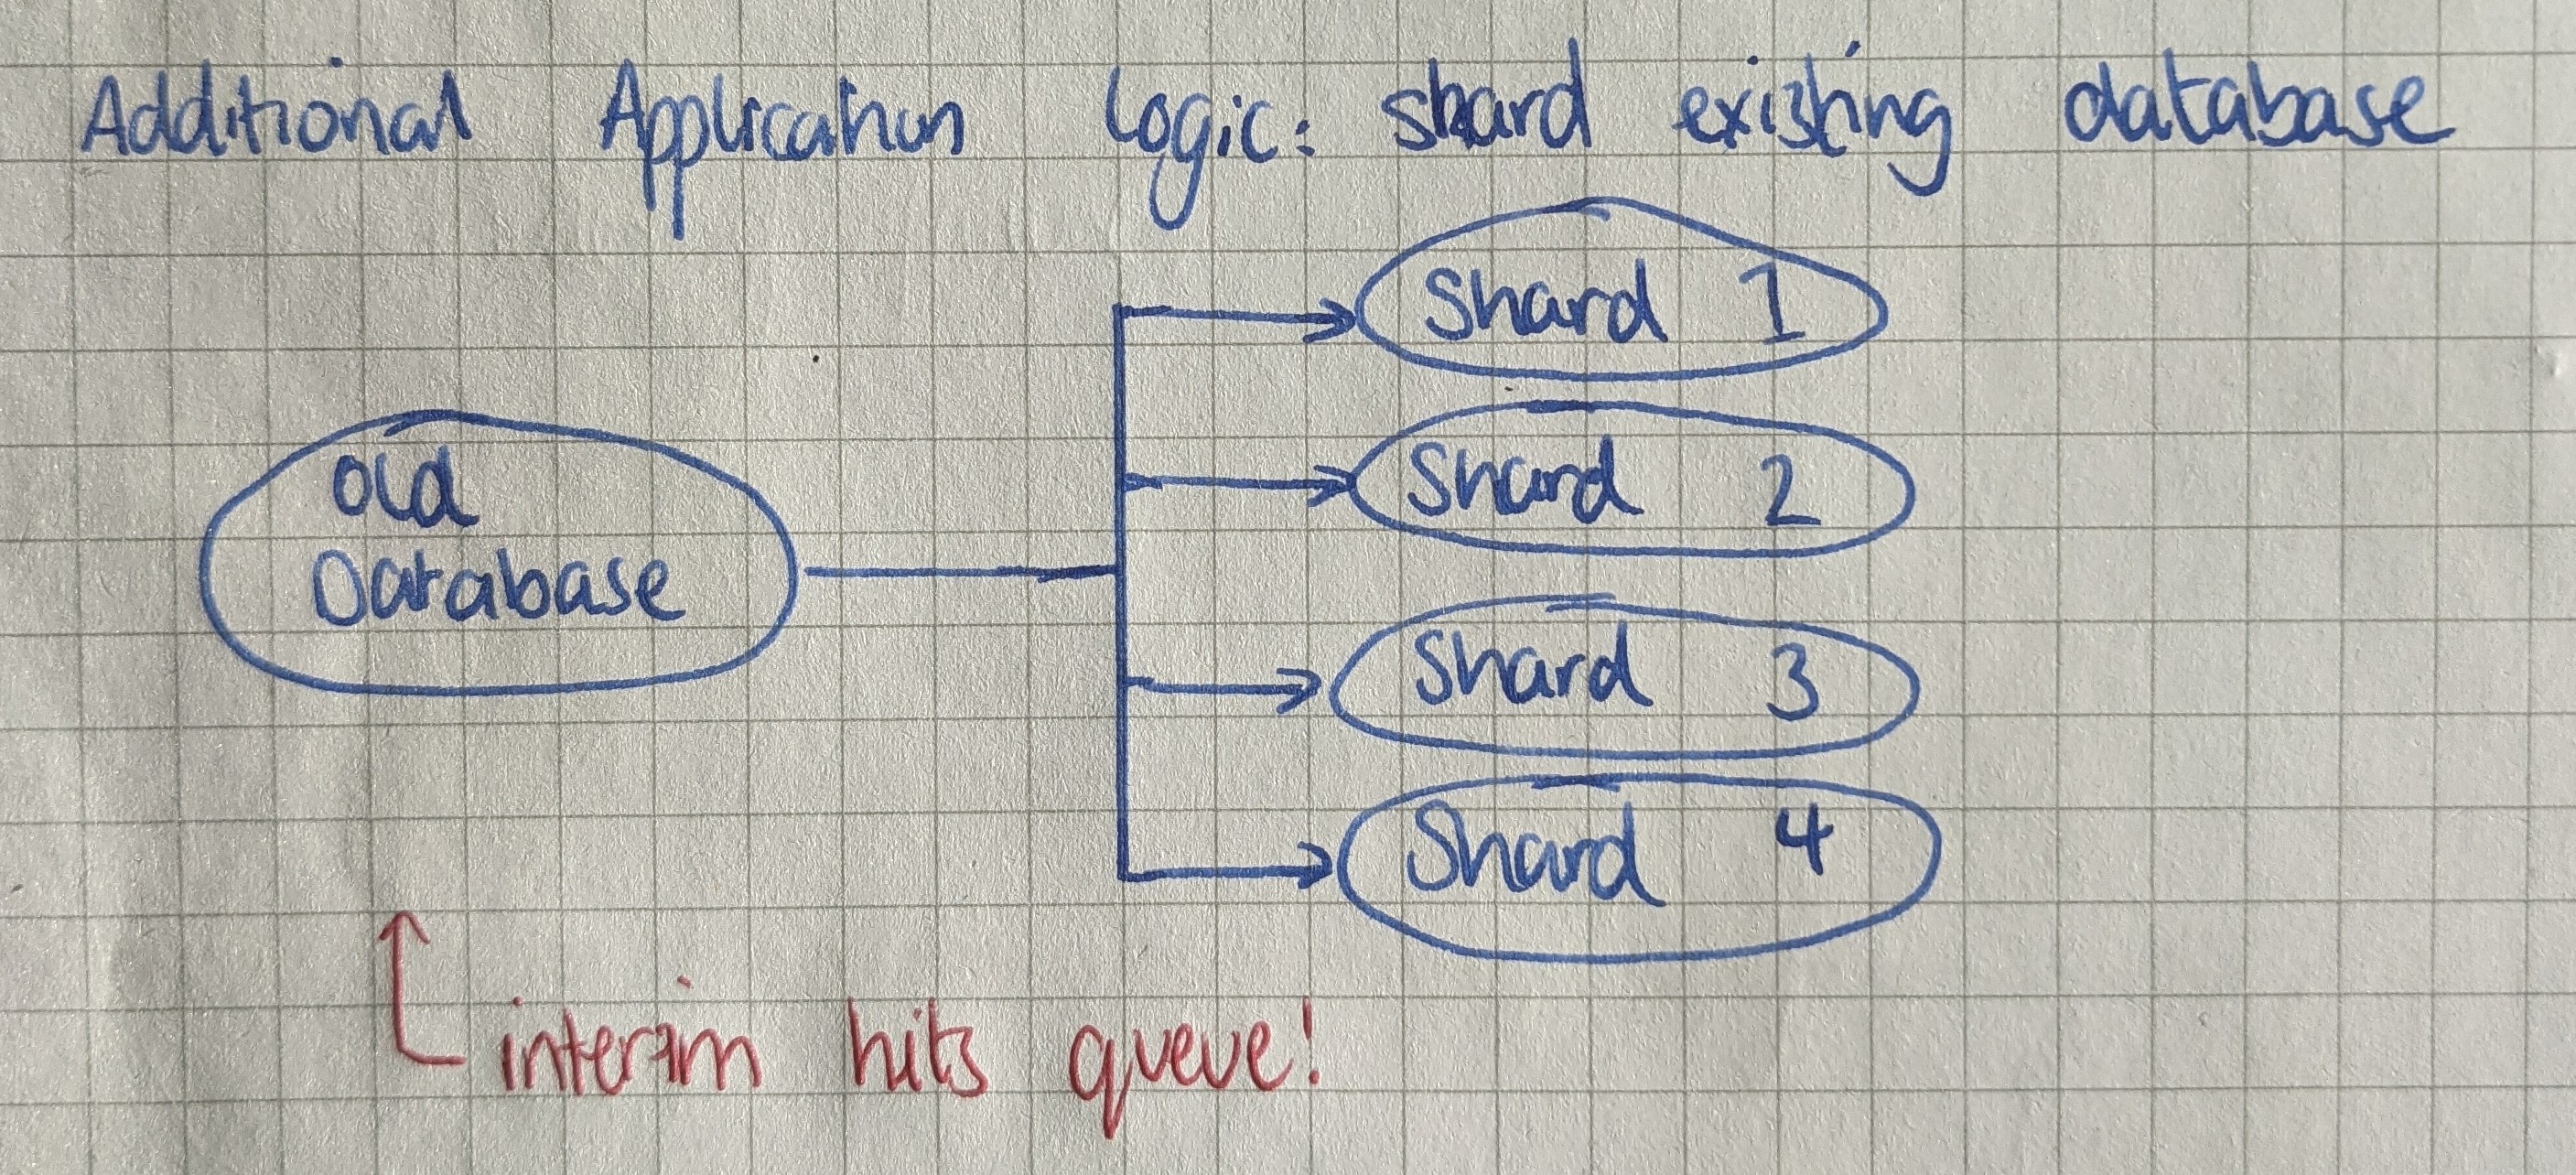 Additional Application Logic: shard existing database
Shard 1
Old
Database
Shard 2
Shard 3
Shard 4
interim hits queue!